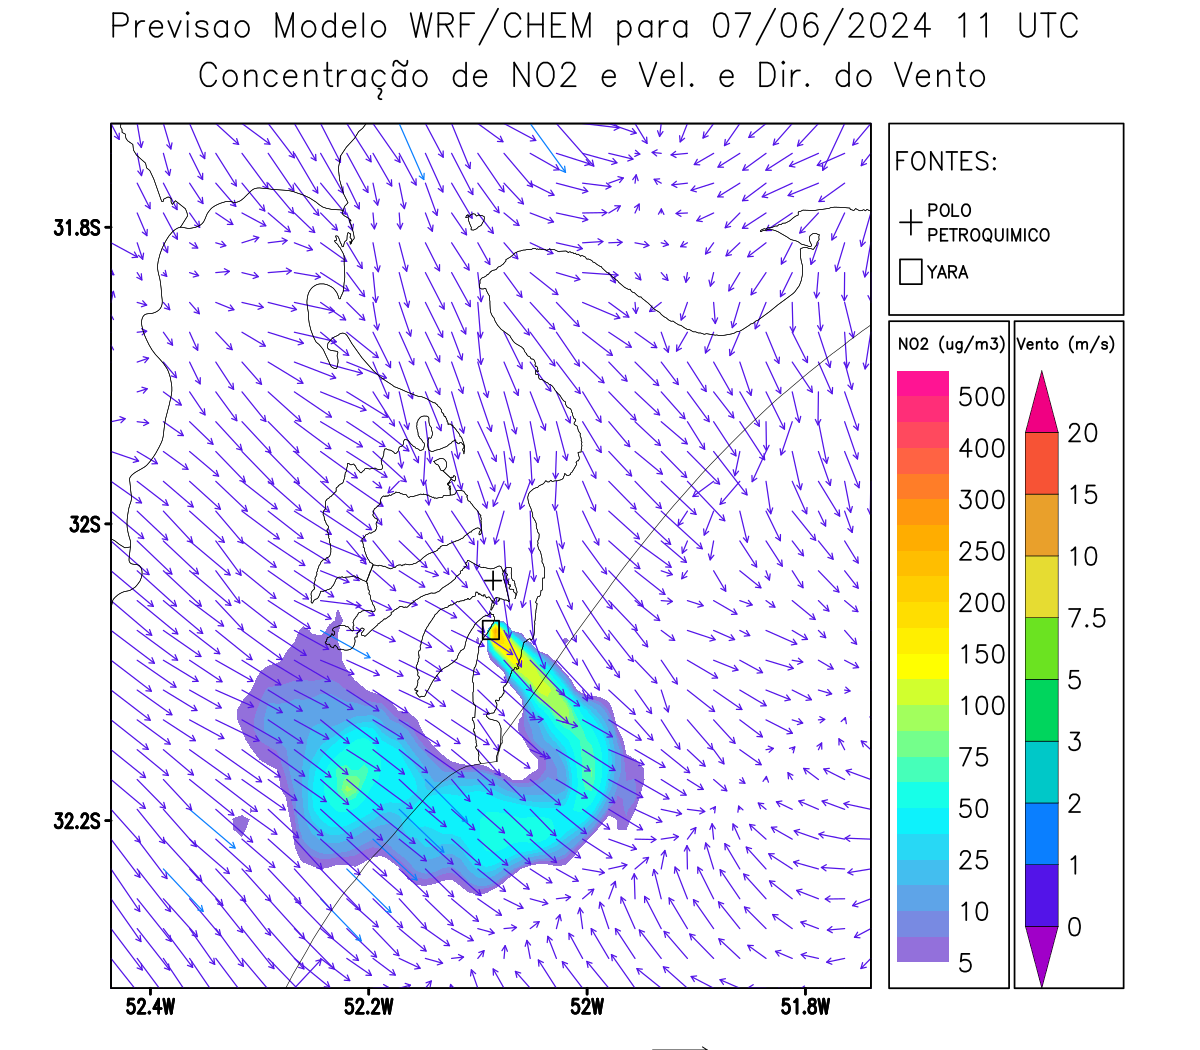 Previsao Modelo WRF/CHEM para 07/06/2024 11 UTC
Concentração de NO2 e Vel. e Dir. do Vento
FONTES:
POLO
PETROQUIMICO
YARA
NO2 (ug/m3)
500
400
300
250
200
150
100
75
50
25
10
5
Vento (m/s)
20
15
10
7.5
5
3
2
1
0
31.8S
32S
32.2S
52.4W
52.2W
52W
51.8W